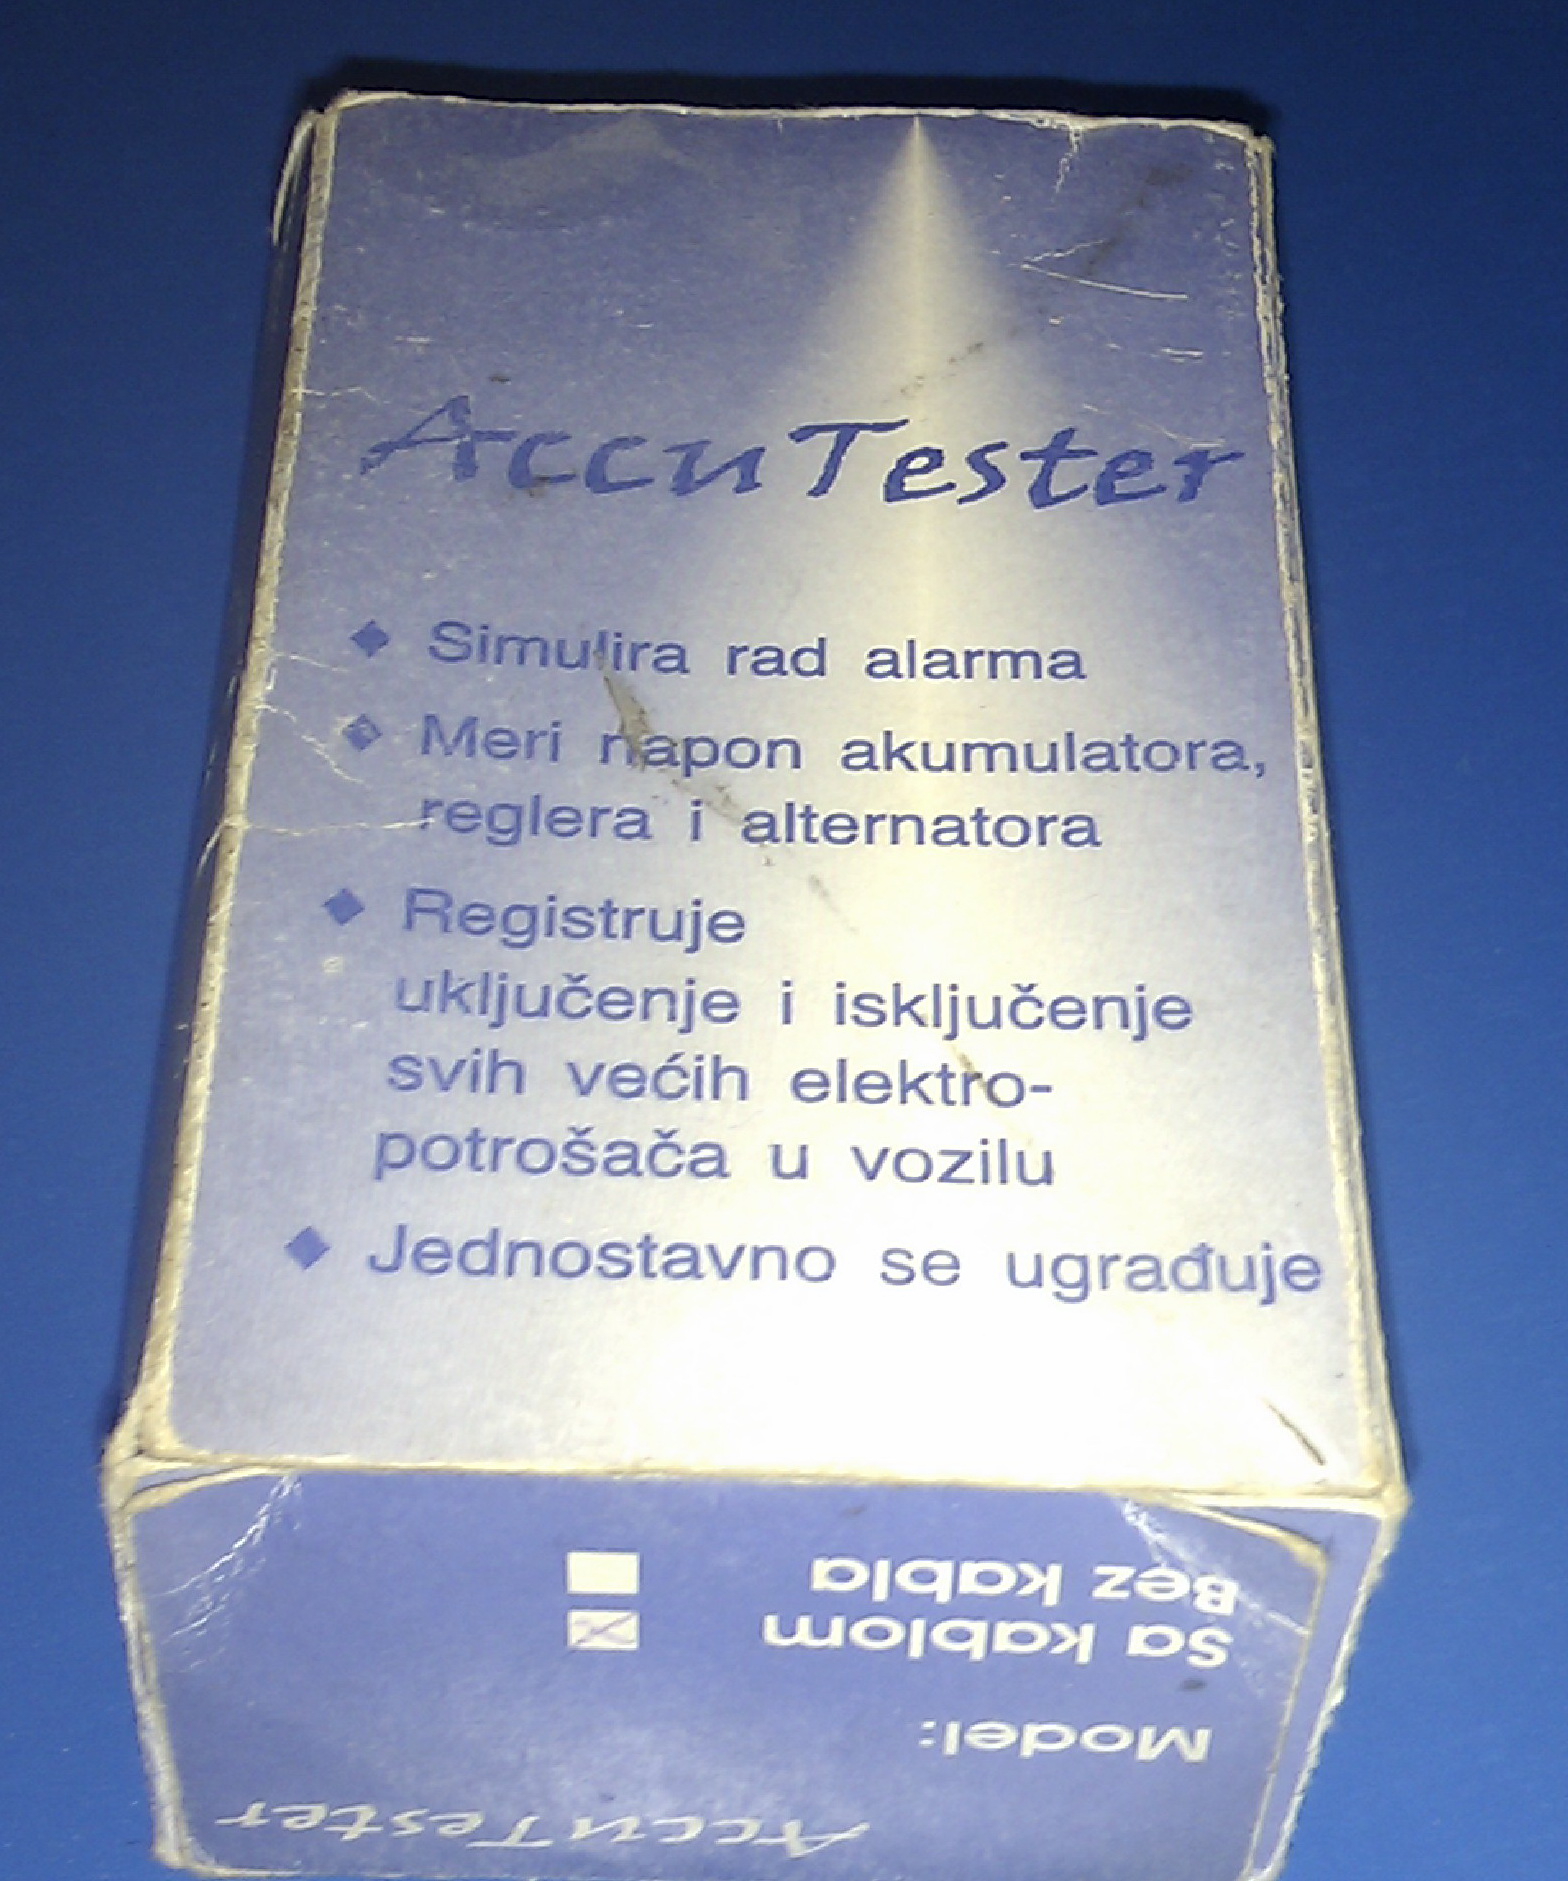 AccuTester
Simulira rad alarma
Meri napon akumulatora,
reglera i alternatora
Registruje
uključenje i isključenje
svih većih elektro-
potrošača u vozilu
Jednostavno se ugrađuje
AccuTester
Model:
Sa kablom
Bez kabla